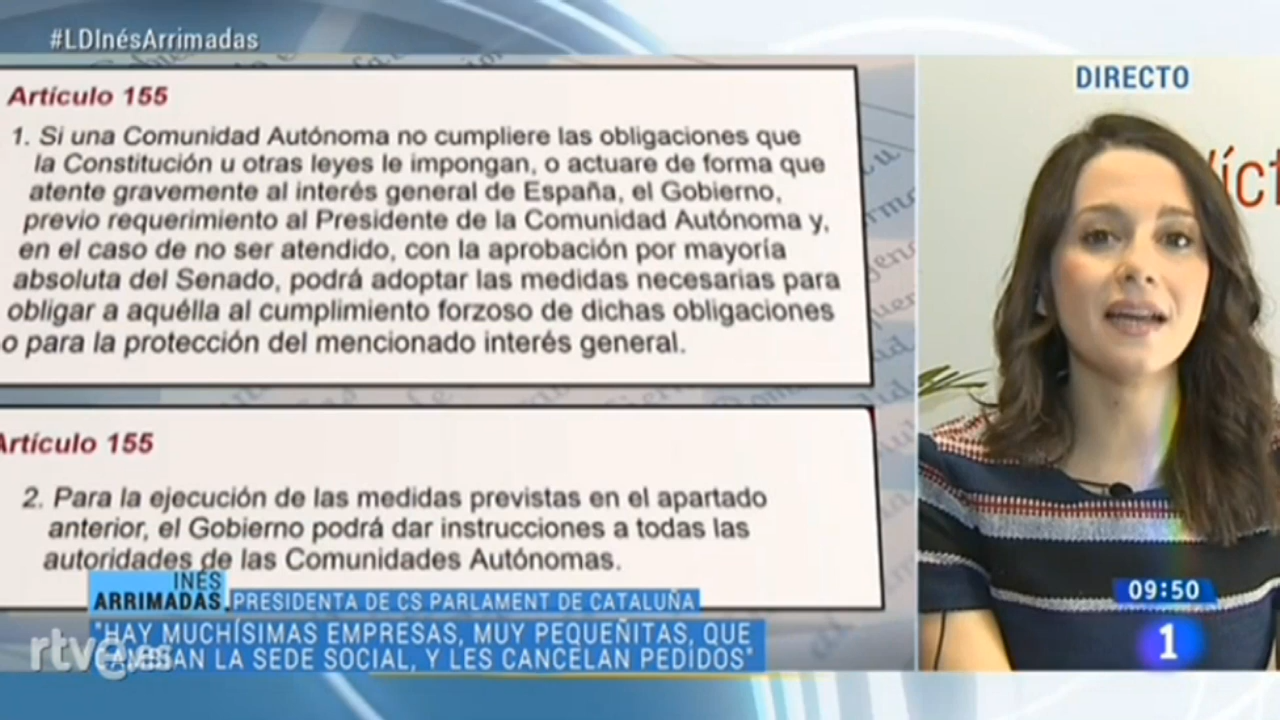 #LDInésArrimadas
Artículo 155
1. Si una Comunidad Autónoma no cumpliere las obligaciones que
la Constitución u otras leyes le impongan, o actuare de forma que
atente gravemente al interés general de España, el Gobierno,
previo requerimiento al Presidente de la Comunidad Autónoma y,
en el caso de no ser atendido, con la aprobación por mayoría
absoluta del Senado, podrá adoptar las medidas necesarias para
obligar a aquélla al cumplimiento forzoso de dichas obligaciones
o para la protección del mencionado interés general.
Artículo 155
2. Para la ejecución de las medidas previstas en el apartado
anterior, el Gobierno podrá dar instrucciones a todas las
autoridades de las Comunidades Autónomas.
DIRECTO
INÉS
ARRIMADAS. PRESIDENTA DE CS PARLAMENT DE CATALUÑA
"HAY MUCHÍSIMAS EMPRESAS, MUY PEQUEÑITAS, QUE
CAMBIAN LA SEDE SOCIAL, Y LES CANCELAN PEDIDOS"
rtve.es
09:50
1